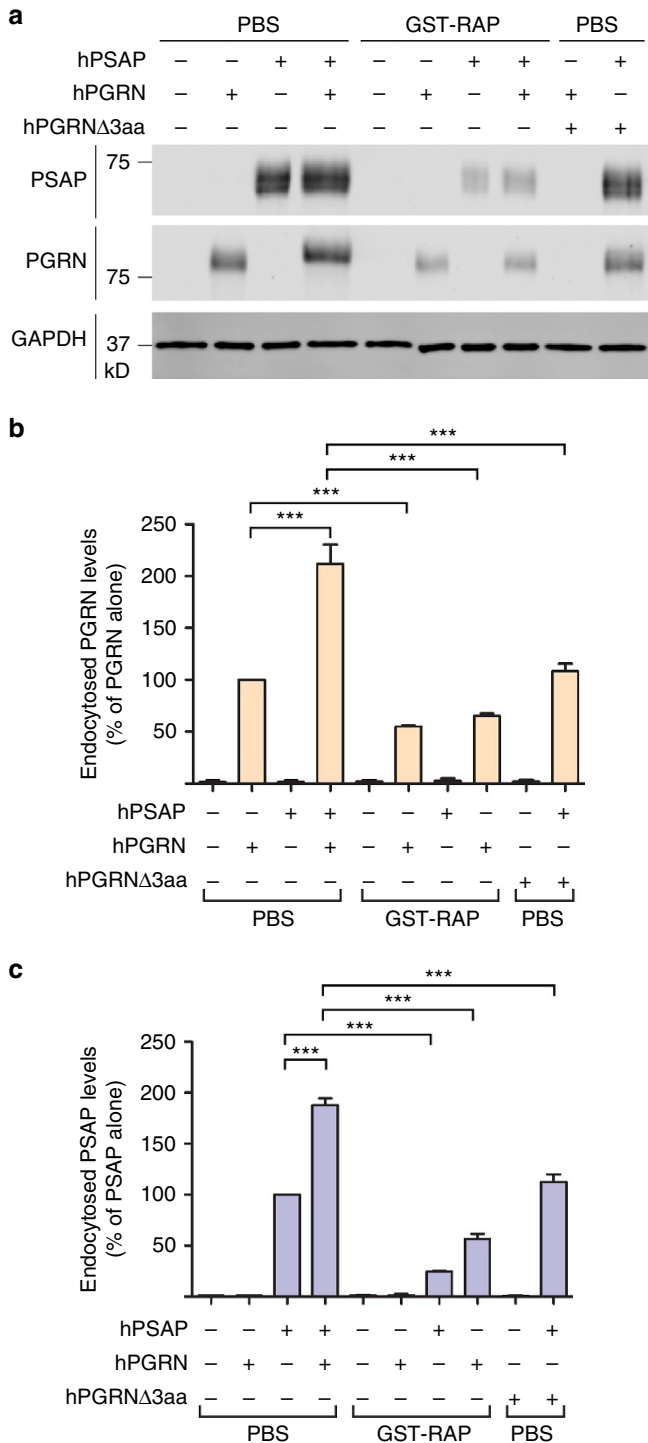 a
PBS GST-RAP PBS
hPSAP – – + + – – + + – +
hPGRN – + – + – + – + + –
hPGRNΔ3aa – – – – – – – – + +
75
PSAP
PGRN
75
GAPDH 37
kD
b
***
***
***
***
Endocytosed PGRN levels
(% of PGRN alone)
250
200
150
100
50
hPSAP – – + + – – + – – +
hPGRN – + – + – + – + – –
hPGRNΔ3aa – – – – – – – – + +
PBS GST-RAP PBS
c
***
***
***
***
Endocytosed PSAP levels
(% of PSAP alone)
250
200
150
100
50
hPSAP – – + + – – + – – +
hPGRN – + – + – + – + – –
hPGRNΔ3aa – – – – – – – – + +
PBS GST-RAP PBS